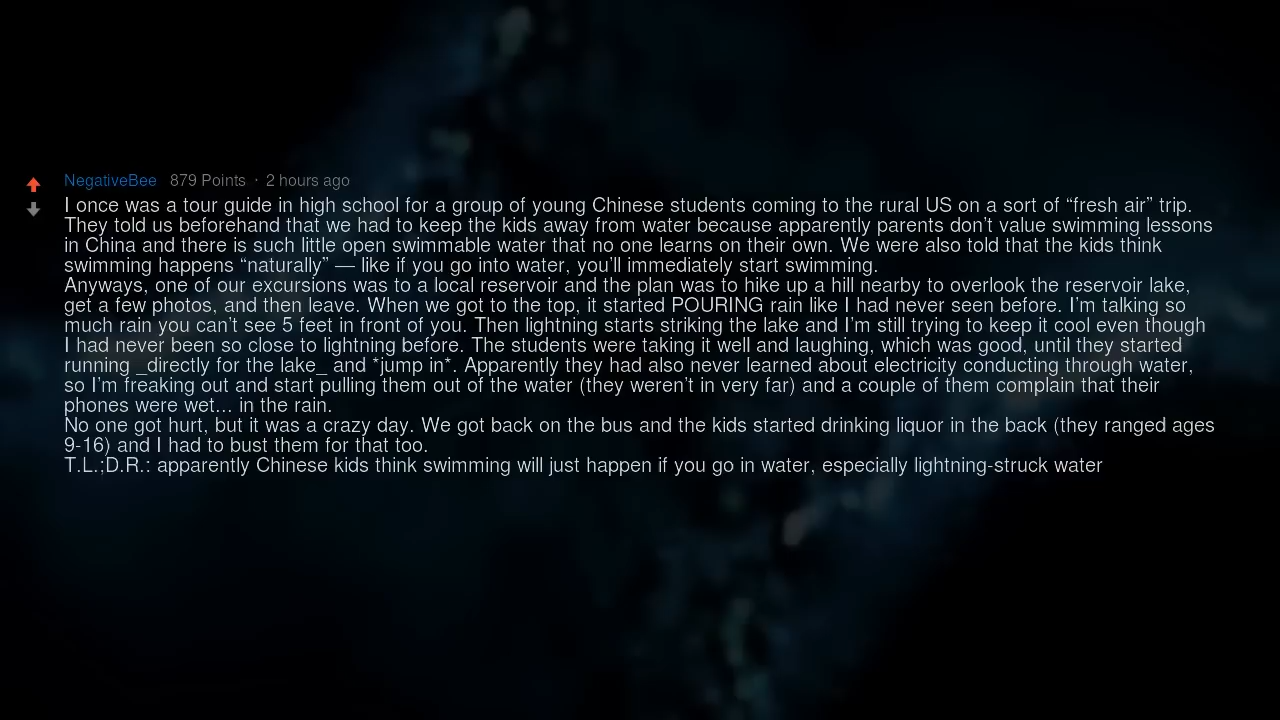 NegativeBee 879 Points · 2 hours ago
I once was a tour guide in high school for a group of young Chinese students coming to the rural US on a sort of “fresh air” trip.
They told us beforehand that we had to keep the kids away from water because apparently parents don’t value swimming lessons
in China and there is such little open swimmable water that no one learns on their own. We were also told that the kids think
swimming happens “naturally” — like if you go into water, you’ll immediately start swimming.
Anyways, one of our excursions was to a local reservoir and the plan was to hike up a hill nearby to overlook the reservoir lake,
get a few photos, and then leave. When we got to the top, it started POURING rain like I had never seen before. I’m talking so
much rain you can’t see 5 feet in front of you. Then lightning starts striking the lake and I’m still trying to keep it cool even though
I had never been so close to lightning before. The students were taking it well and laughing, which was good, until they started
running _directly for the lake_ and *jump in*. Apparently they had also never learned about electricity conducting through water,
so I’m freaking out and start pulling them out of the water (they weren’t in very far) and a couple of them complain that their
phones were wet... in the rain.
No one got hurt, but it was a crazy day. We got back on the bus and the kids started drinking liquor in the back (they ranged ages
9-16) and I had to bust them for that too.
T.L.;D.R.: apparently Chinese kids think swimming will just happen if you go in water, especially lightning-struck water